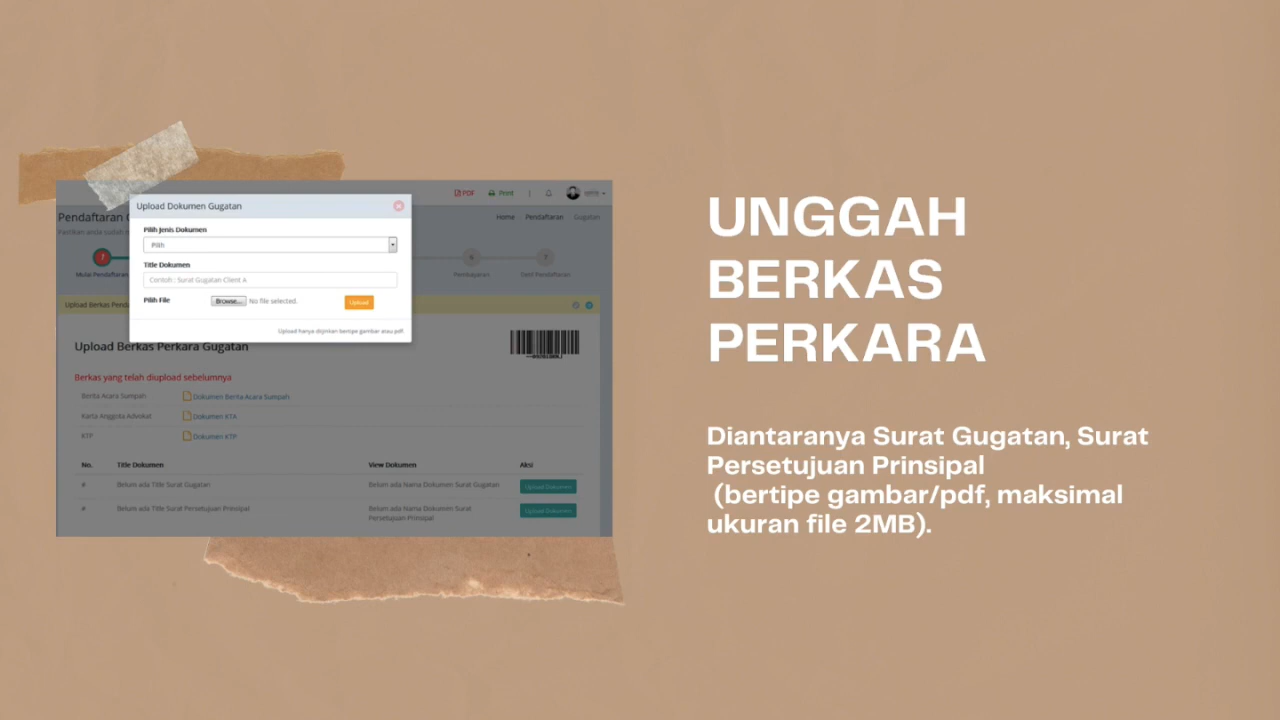 PDF
Print
Pendaftaran
Upload Dokumen Gugatan
Home Pendaftaran Gugatan
Pilih Jenis Dokumen
Pilih
Title Dokumen
Contoh : Surat Gugatan Client A
Pilih File Browse... No file selected. Upload
Upload hanya diijinkan bertipe gambar atau pdf.
Mulai Pendaftaran
Pembayaran
Upload Berkas
Upload Berkas Perkara Gugatan
Berkas yang telah diupload sebelumnya
Berita Acara Sumpah Dokumen Berita Acara Sumpah
Kartu Anggota Advokat Dokumen KTA
KTP Dokumen KTP
No. Title Dokumen View Dokumen Aksi
# Belum ada Title Surat Gugatan Belum ada Nama Dokumen Surat Gugatan Upload Dokumen
# Belum ada Title Surat Persetujuan Prinsipal Belum ada Nama Dokumen Surat Upload Dokumen
Persetujuan Prinsipal
UNGGAH
BERKAS
PERKARA
Diantaranya Surat Gugatan, Surat
Persetujuan Prinsipal
(bertipe gambar/pdf, maksimal
ukuran file 2MB).